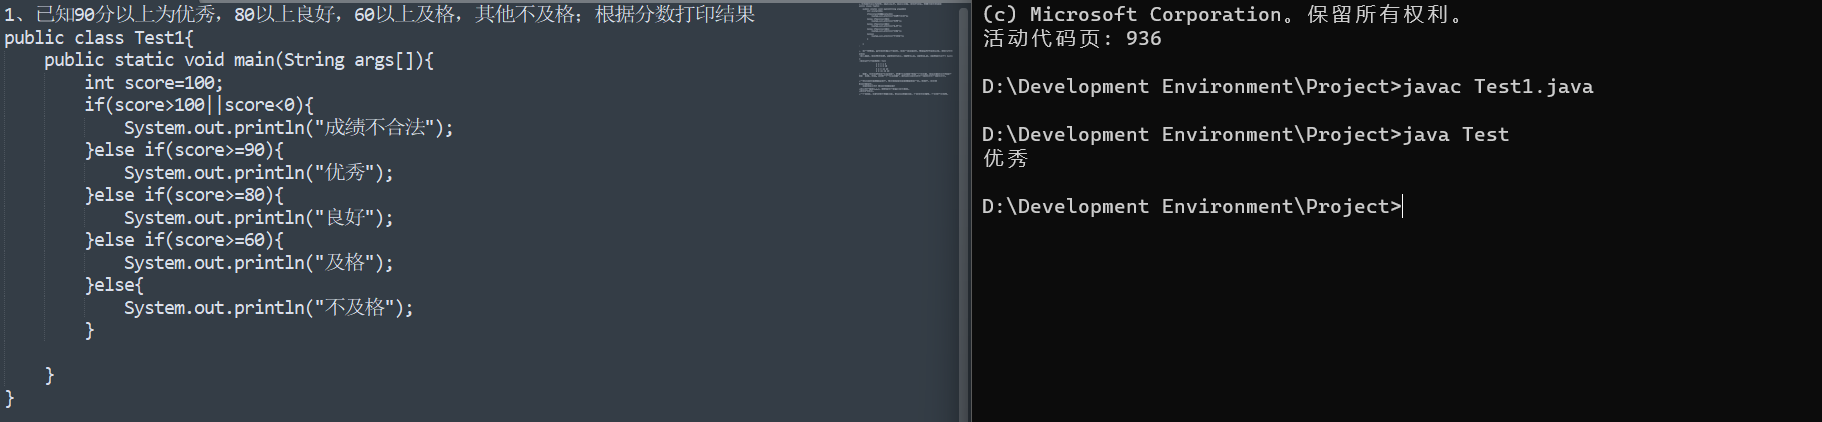 1、已知90分以上为优秀，80以上良好，60以上及格，其他不及格；根据分数打印结果
public class Test1{
    public static void main(String args[]){
        int score=100;
        if(score>100||score<0){
            System.out.println("成绩不合法");
        }else if(score>=90){
            System.out.println("优秀");
        }else if(score>=80){
            System.out.println("良好");
        }else if(score>=60){
            System.out.println("及格");
        }else{
            System.out.println("不及格");
        }
    }
}
(c) Microsoft Corporation。保留所有权利。
活动代码页: 936
D:\Development Environment\Project>javac Test1.java
D:\Development Environment\Project>java Test
优秀
D:\Development Environment\Project>